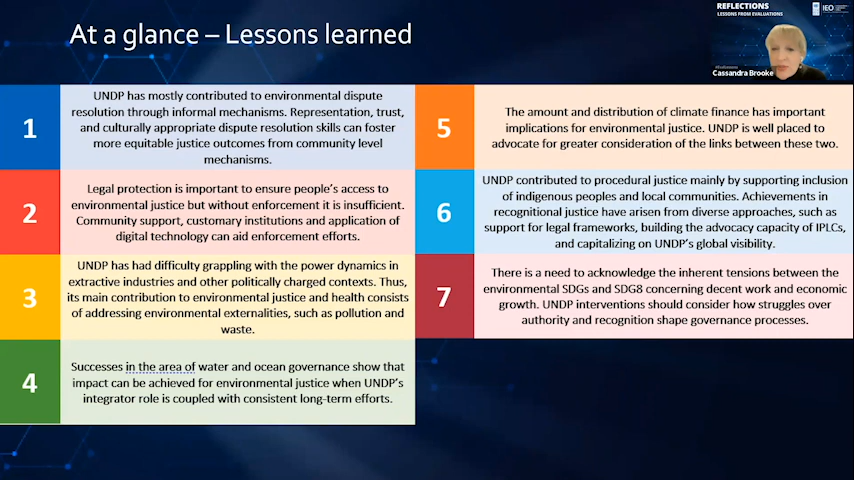 REFLECTIONS
LESSONS FROM EVALUATIONS
IEO
At a glance – Lessons learned
Cassandra Brooke
1
UNDP has mostly contributed to environmental dispute
resolution through informal mechanisms. Representation, trust,
and culturally appropriate dispute resolution skills can foster
more equitable justice outcomes from community level
mechanisms.
2
Legal protection is important to ensure people's access to
environmental justice but without enforcement it is insufficient.
Community support, customary institutions and application of
digital technology can aid enforcement efforts.
3
UNDP has had difficulty grappling with the power dynamics in
extractive industries and other politically charged contexts. Thus,
its main contribution to environmental justice and health consists
of addressing environmental externalities, such as pollution and
waste.
4
Successes in the area of water and ocean governance show that
impact can be achieved for environmental justice when UNDP's
integrator role is coupled with consistent long-term efforts.
5
The amount and distribution of climate finance has important
implications for environmental justice. UNDP is well placed to
advocate for greater consideration of the links between these two.
6
UNDP contributed to procedural justice mainly by supporting inclusion
of indigenous peoples and local communities. Achievements in
recognitional justice have arisen from diverse approaches, such as
support for legal frameworks, building the advocacy capacity of IPLCs,
and capitalizing on UNDP's global visibility.
7
There is a need to acknowledge the inherent tensions between the
environmental SDGs and SDG8 concerning decent work and economic
growth. UNDP interventions should consider how struggles over
authority and recognition shape governance processes.